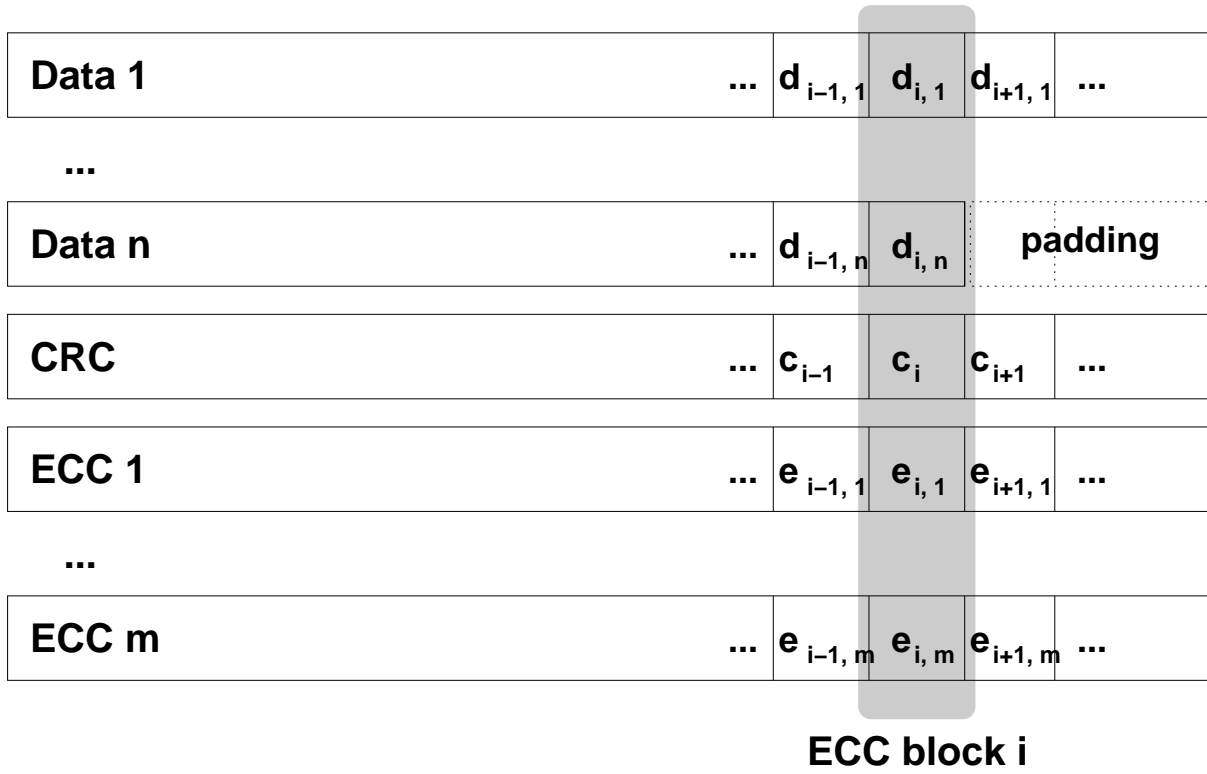 Data 1 ... d i–1, 1 d i, 1 d i+1, 1 ...
...
Data n ... d i–1, n d i, n padding
CRC ... c i–1 c i c i+1 ...
ECC 1 ... e i–1, 1 e i, 1 e i+1, 1 ...
...
ECC m ... e i–1, m e i, m e i+1, m ...
ECC block i